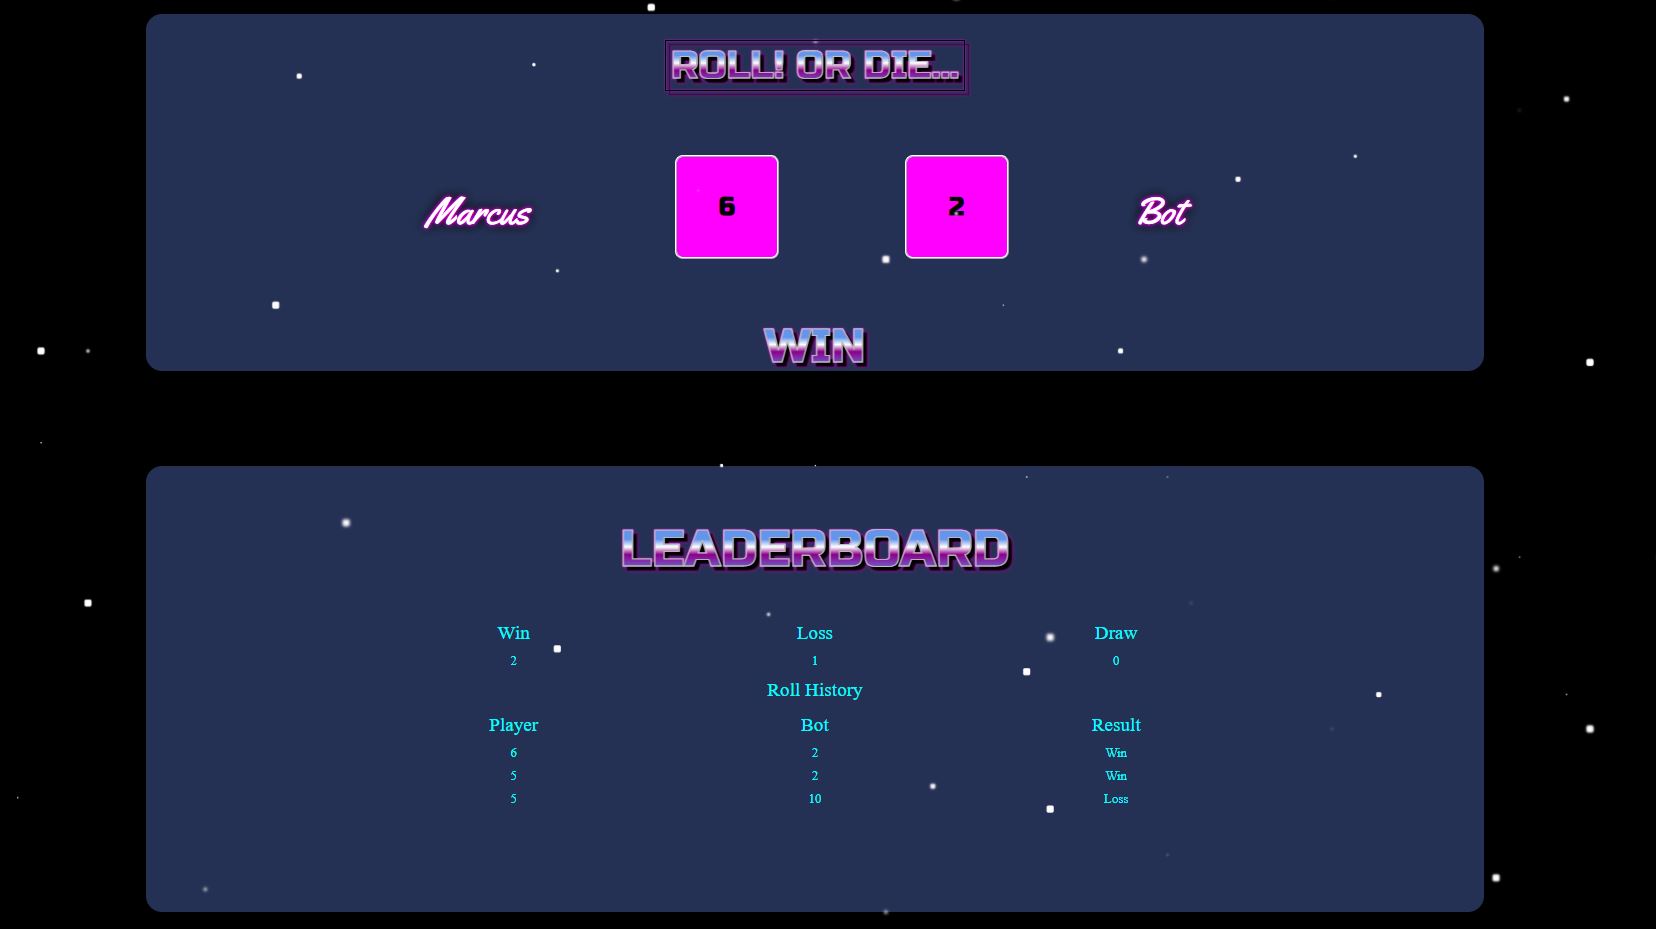 ROLL! OR DIE...
Marcus 6 2 Bot
WIN
LEADERBOARD
Win Loss Draw
2 1 0
Roll History
Player Bot Result
6 2 Win
5 2 Win
5 10 Loss